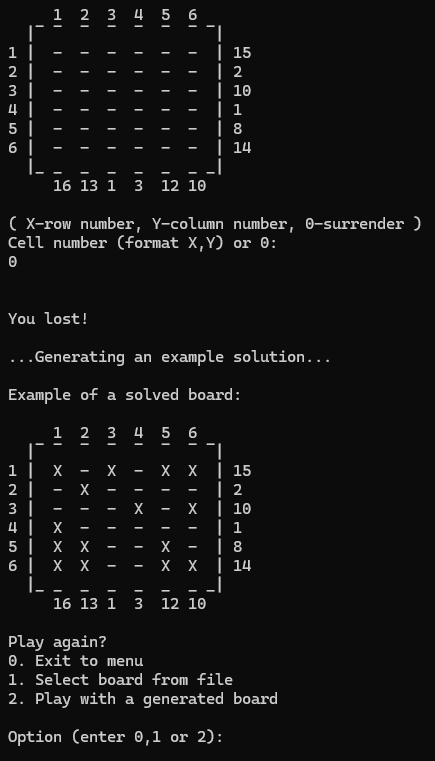 1 2 3 4 5 6
|‾ - - - - - - -|
1 | - - - - - - | 15
2 | - - - - - - | 2
3 | - - - - - - | 10
4 | - - - - - - | 1
5 | - - - - - - | 8
6 | - - - - - - | 14
|_ _ _ _ _ _ _ _|
16 13 1 3 12 10
( X-row number, Y-column number, 0-surrender )
Cell number (format X,Y) or 0:
0
You lost!
...Generating an example solution...
Example of a solved board:
1 2 3 4 5 6
|‾ - - - - - - -|
1 | X - X - X X | 15
2 | - X - - - - | 2
3 | - - - X - X | 10
4 | X - - - - - | 1
5 | X X - - X - | 8
6 | X X - - X X | 14
|_ _ _ _ _ _ _ _|
16 13 1 3 12 10
Play again?
0. Exit to menu
1. Select board from file
2. Play with a generated board
Option (enter 0,1 or 2):